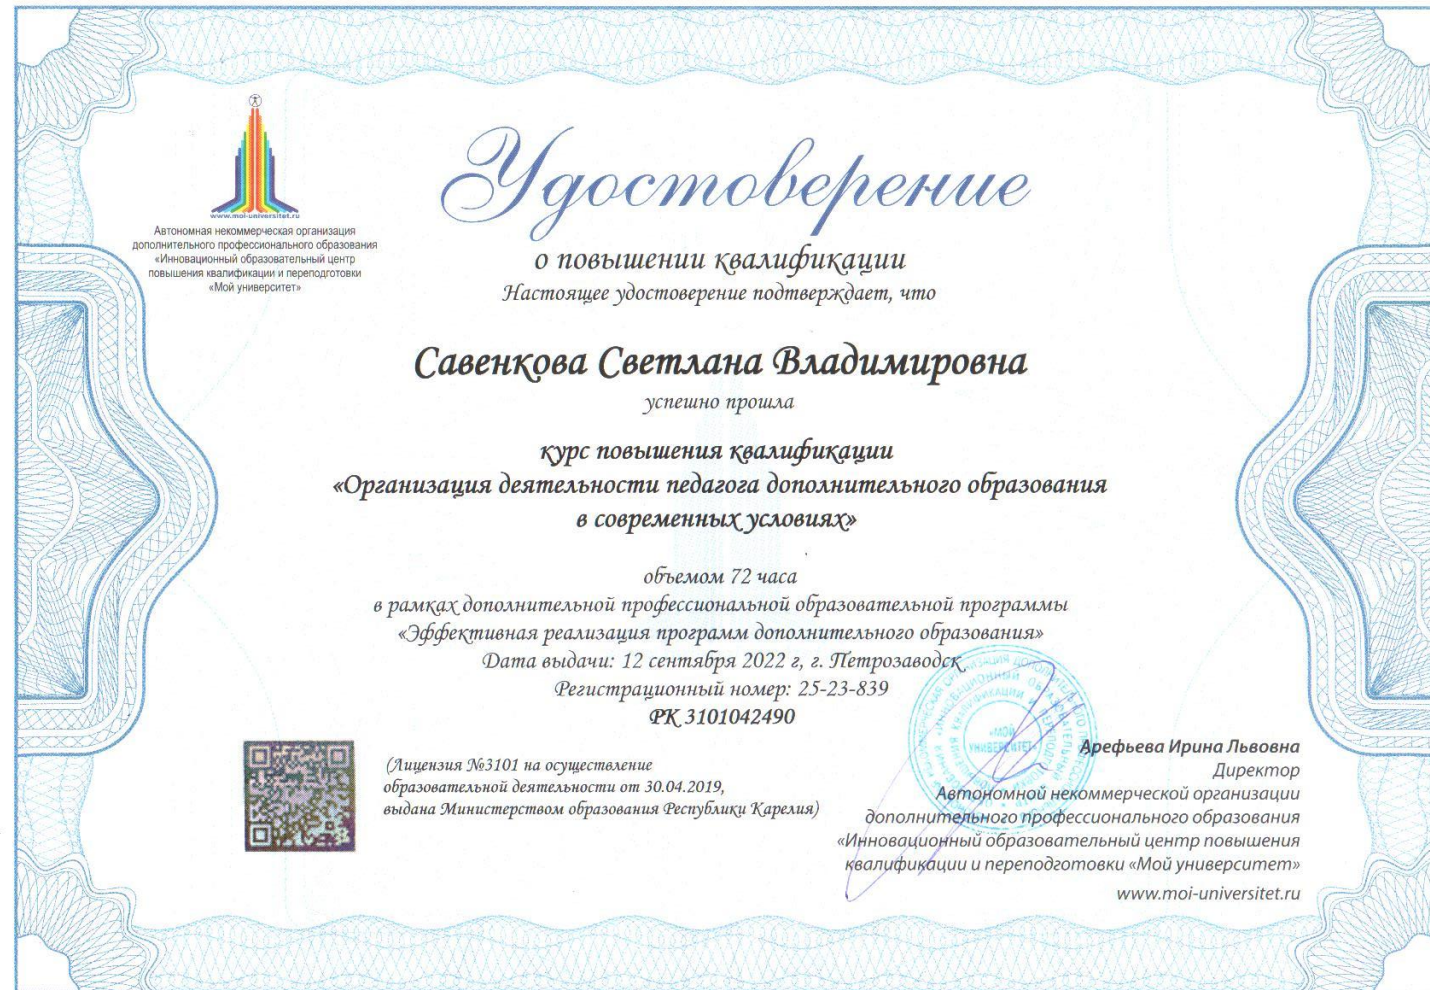 www.moi-universitet.ru
Автономная некоммерческая организация
дополнительного профессионального образования
«Инновационный образовательный центр
повышения квалификации и переподготовки
«Мой университет»
Удостоверение
о повышении квалификации
Настоящее удостоверение подтверждает, что
Савенкова Светлана Владимировна
успешно прошла
курс повышения квалификации
«Организация деятельности педагога дополнительного образования
в современных условиях»
объемом 72 часа
в рамках дополнительной профессиональной образовательной программы
«Эффективная реализация программ дополнительного образования»
Дата выдачи: 12 сентября 2022 г, г. Петрозаводск
Регистрационный номер: 25-23-839
РК 3101042490
(Лицензия №3101 на осуществление
образовательной деятельности от 30.04.2019,
выдана Министерством образования Республики Карелия)
«МОЙ
УНИВЕРСИТЕТ»
Арефьева Ирина Львовна
Директор
Автономной некоммерческой организации
дополнительного профессионального образования
«Инновационный образовательный центр повышения
квалификации и переподготовки «Мой университет»
www.moi-universitet.ru